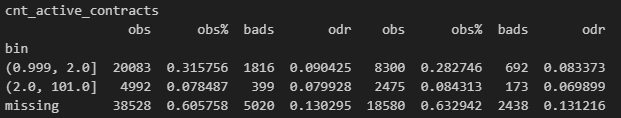 cnt_active_contracts
obs obs% bads odr obs obs% bads odr
bin
(0.999, 2.0] 20083 0.315756 1816 0.090425 8300 0.282746 692 0.083373
(2.0, 101.0] 4992 0.078487 399 0.079928 2475 0.084313 173 0.069899
missing 38528 0.605758 5020 0.130295 18580 0.632942 2438 0.131216